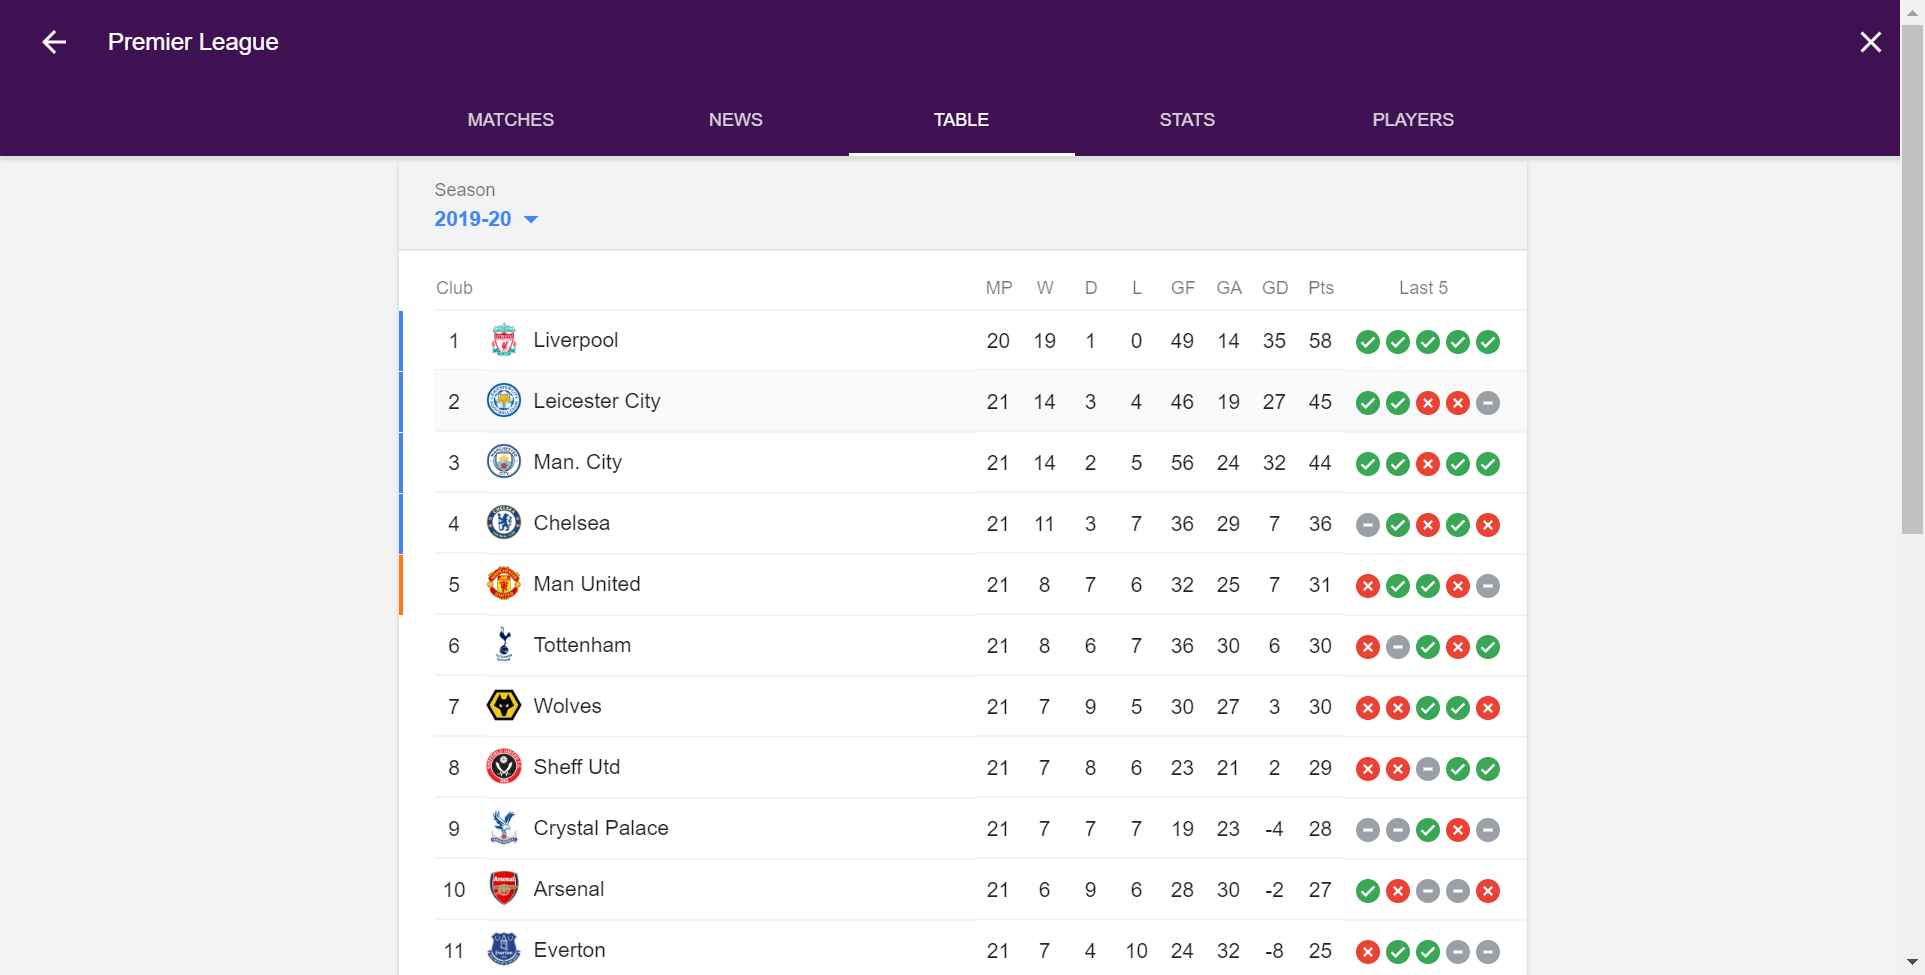 Premier League
MATCHES NEWS TABLE STATS PLAYERS
Season
2019-20
Club MP W D L GF GA GD Pts Last 5
1 Liverpool 20 19 1 0 49 14 35 58
2 Leicester City 21 14 3 4 46 19 27 45
3 Man. City 21 14 2 5 56 24 32 44
4 Chelsea 21 11 3 7 36 29 7 36
5 Man United 21 8 7 6 32 25 7 31
6 Tottenham 21 8 6 7 36 30 6 30
7 Wolves 21 7 9 5 30 27 3 30
8 Sheff Utd 21 7 8 6 23 21 2 29
9 Crystal Palace 21 7 7 7 19 23 -4 28
10 Arsenal 21 6 9 6 28 30 -2 27
11 Everton 21 7 4 10 24 32 -8 25